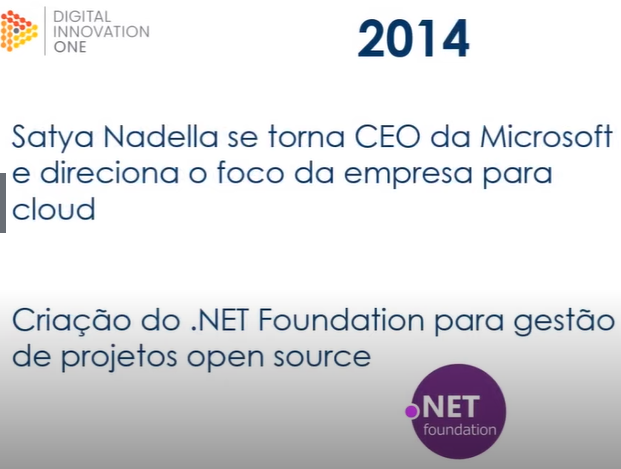 DIGITAL
INNOVATION
ONE
2014
Satya Nadella se torna CEO da Microsoft
e direciona o foco da empresa para
cloud
Criação do .NET Foundation para gestão
de projetos open source
.NET
foundation